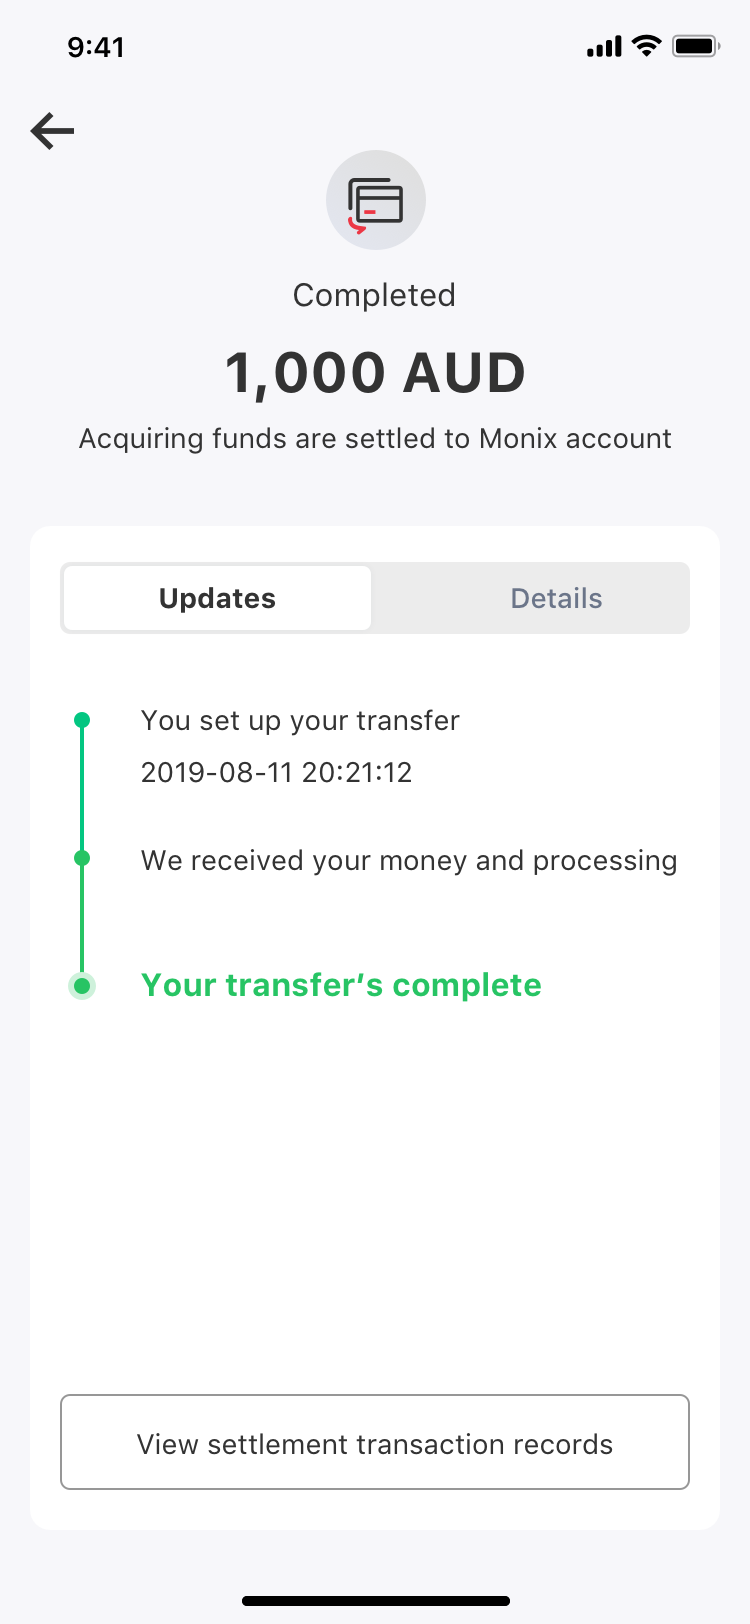 9:41
Completed
1,000 AUD
Acquiring funds are settled to Monix account
Updates
Details
You set up your transfer
2019-08-11 20:21:12
We received your money and processing
Your transfer’s complete
View settlement transaction records